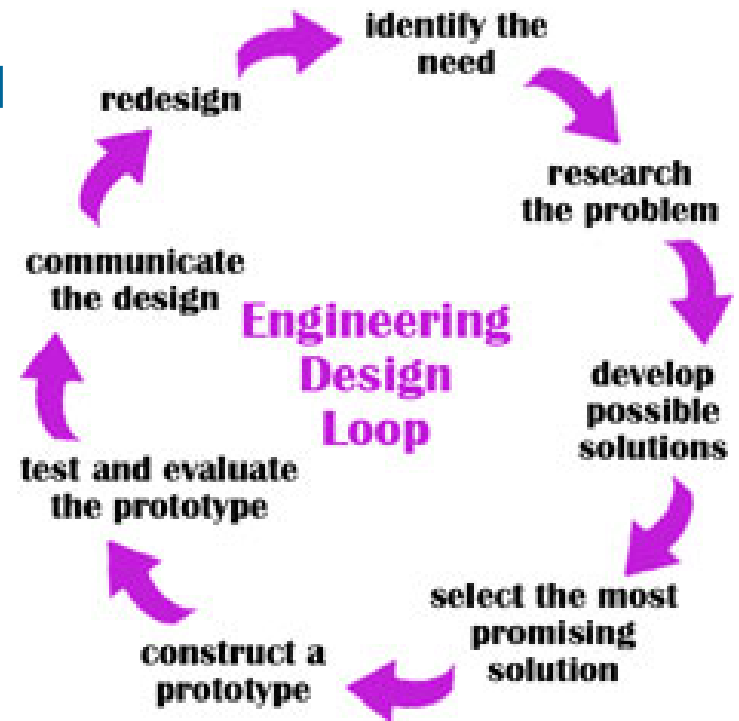 identify the
need
research
the problem
develop
possible
solutions
select the most
promising
solution
construct a
prototype
test and evaluate
the prototype
communicate
the design
redesign
Engineering
Design
Loop